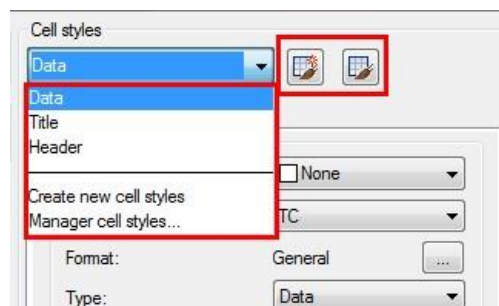 Cell styles
Data
Data
Title
Header
Create new cell styles
Manager cell styles...
None
TC
Format: General ...
Type: Data